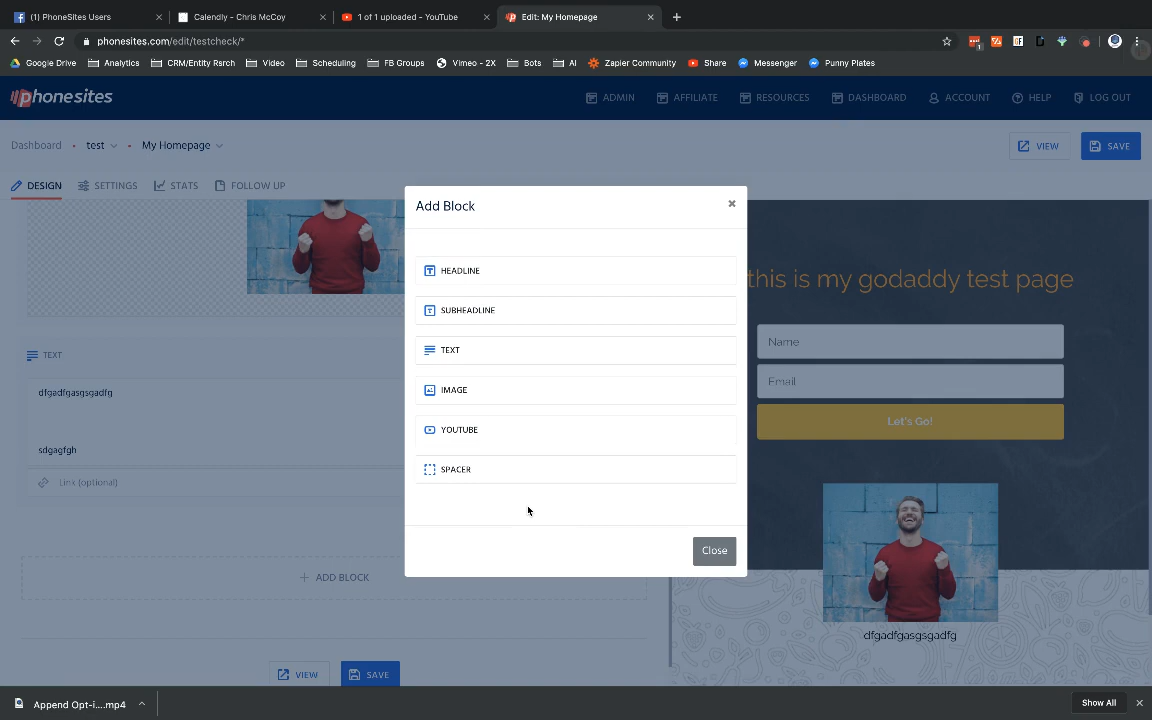 (1) PhoneSites Users
Calendly - Chris McCoy
1 of 1 uploaded - YouTube
Edit: My Homepage
phonesites.com/edit/testcheck/*
Google Drive
Analytics
CRM/Entity Rsrch
Video
Scheduling
FB Groups
Vimeo - 2X
Bots
AI
Zapier Community
Share
Messenger
Punny Plates
phonesites
ADMIN
AFFILIATE
RESOURCES
DASHBOARD
ACCOUNT
HELP
LOG OUT
Dashboard
test
My Homepage
VIEW
SAVE
DESIGN
SETTINGS
STATS
FOLLOW UP
Add Block
HEADLINE
SUBHEADLINE
TEXT
IMAGE
YOUTUBE
SPACER
Close
TEXT
dfgadfgasgsgadfg
sdgagfgh
Link (optional)
ADD BLOCK
VIEW
SAVE
this is my godaddy test page
Name
Email
Let's Go!
dfgadfgasgsgadfg
Append Opt-i....mp4
Show All